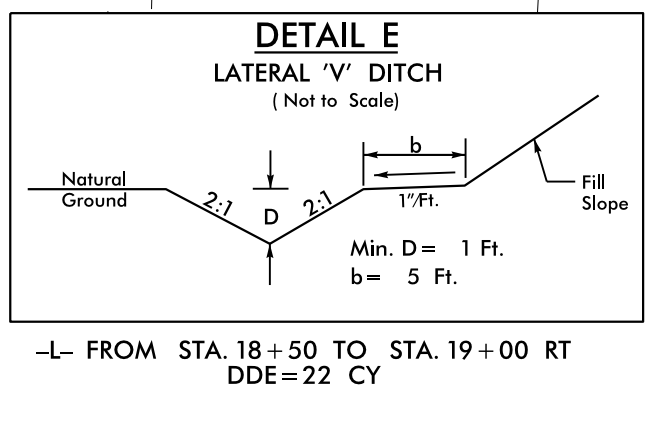 DETAIL E
LATERAL 'V' DITCH
( Not to Scale)
b
Natural
Ground
2:1
D
2:1
1"/Ft.
Fill
Slope
Min. D = 1 Ft.
b = 5 Ft.
–L– FROM STA. 18 + 50 TO STA. 19 + 00 RT
DDE = 22 CY